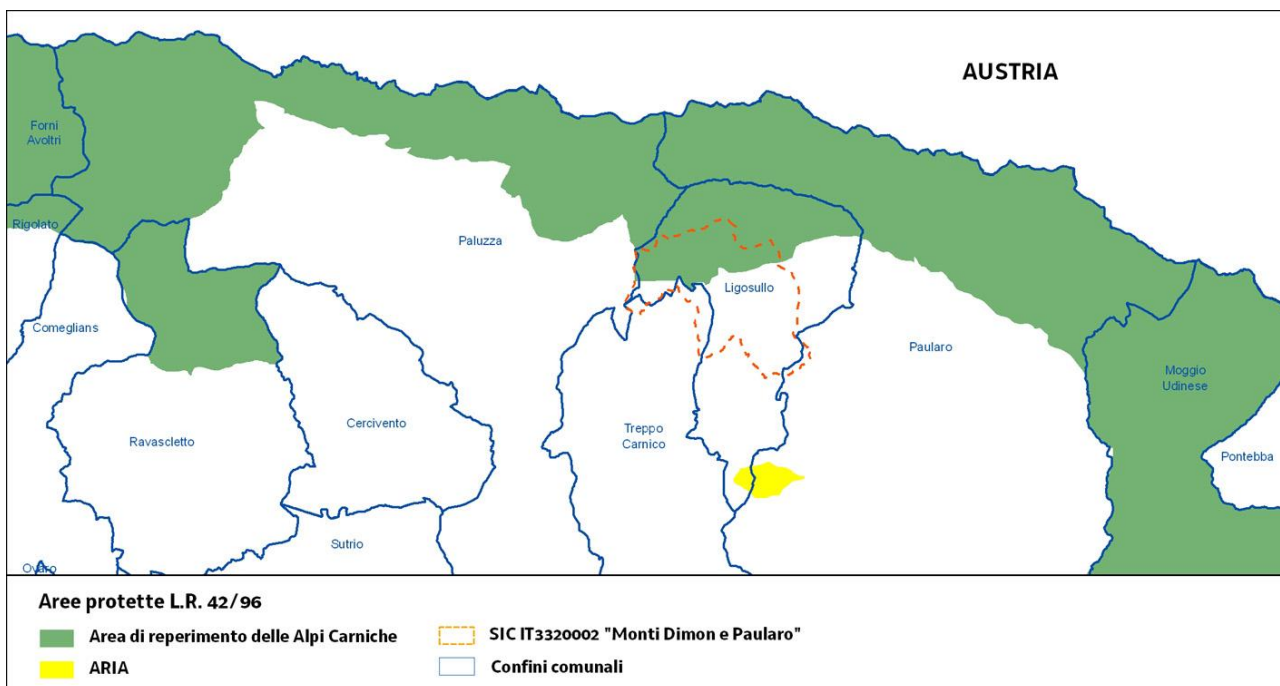 AUSTRIA
Forni
Avoltri
Rigolato
Paluzza
Ligosullo
Comeglians
Paularo
Moggio
Udinese
Ravascletto
Cercivento
Treppo
Carnico
Pontebba
Sutrio
Ovaro
Aree protette L.R. 42/96
Area di reperimento delle Alpi Carniche
SIC IT3320002 "Monti Dimon e Paularo"
ARIA
Confini comunali